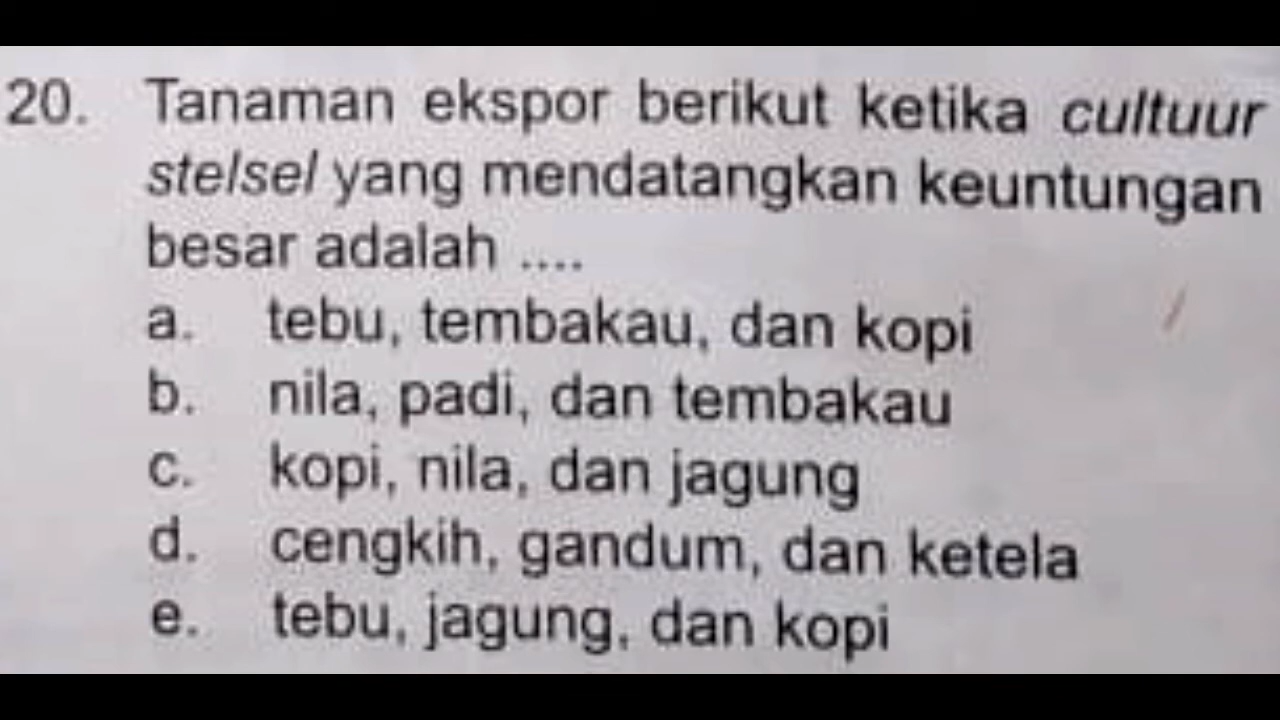 20. Tanaman ekspor berikut ketika cultuur
stelsel yang mendatangkan keuntungan
besar adalah ....
a. tebu, tembakau, dan kopi
b. nila, padi, dan tembakau
c. kopi, nila, dan jagung
d. cengkih, gandum, dan ketela
e. tebu, jagung, dan kopi